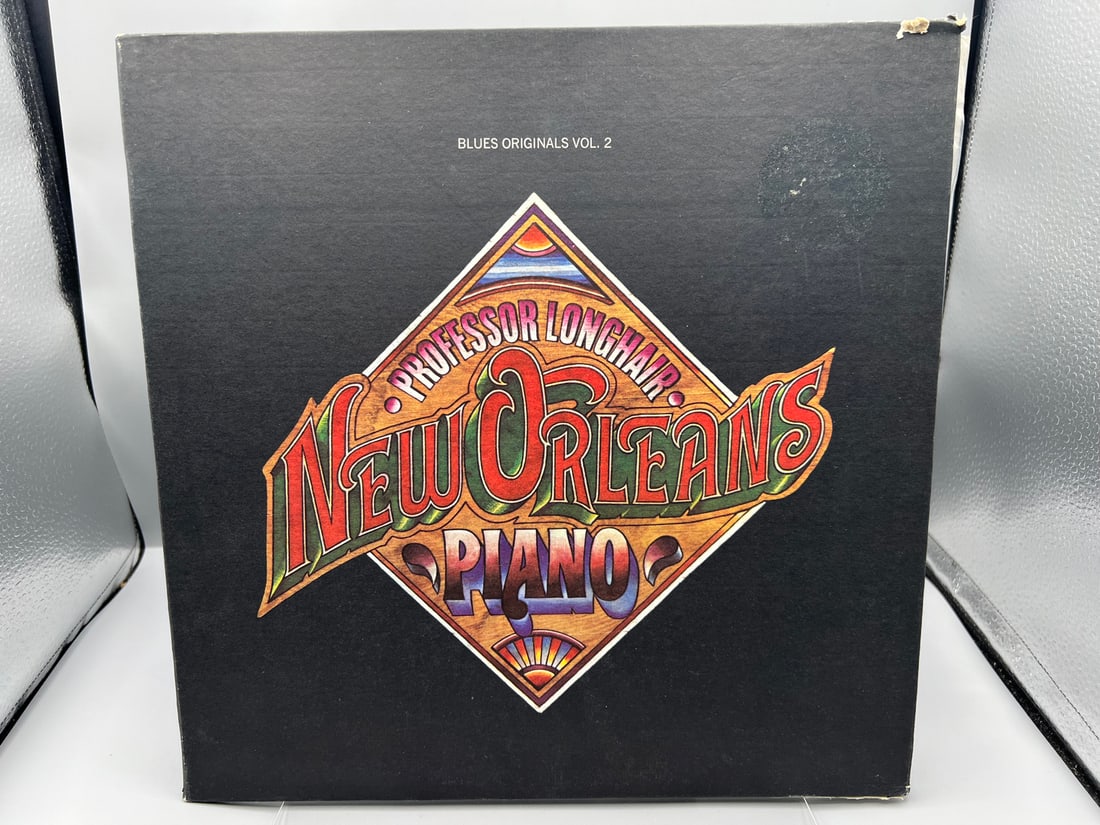 BLUES ORIGINALS VOL. 2
PROFESSOR LONGHAIR
NEW ORLEANS
PIANO